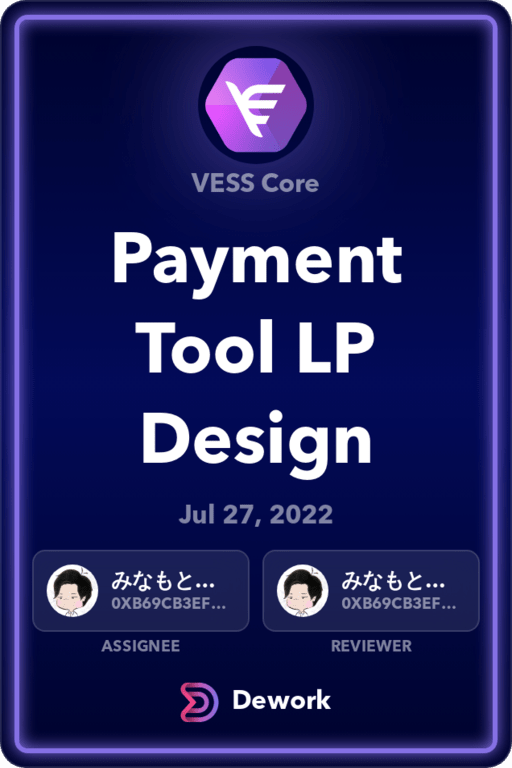 VESS Core
Payment
Tool LP
Design
Jul 27, 2022
みなもと...
0XB69CB3EF...
ASSIGNEE
みなもと...
0XB69CB3EF...
REVIEWER
Dework